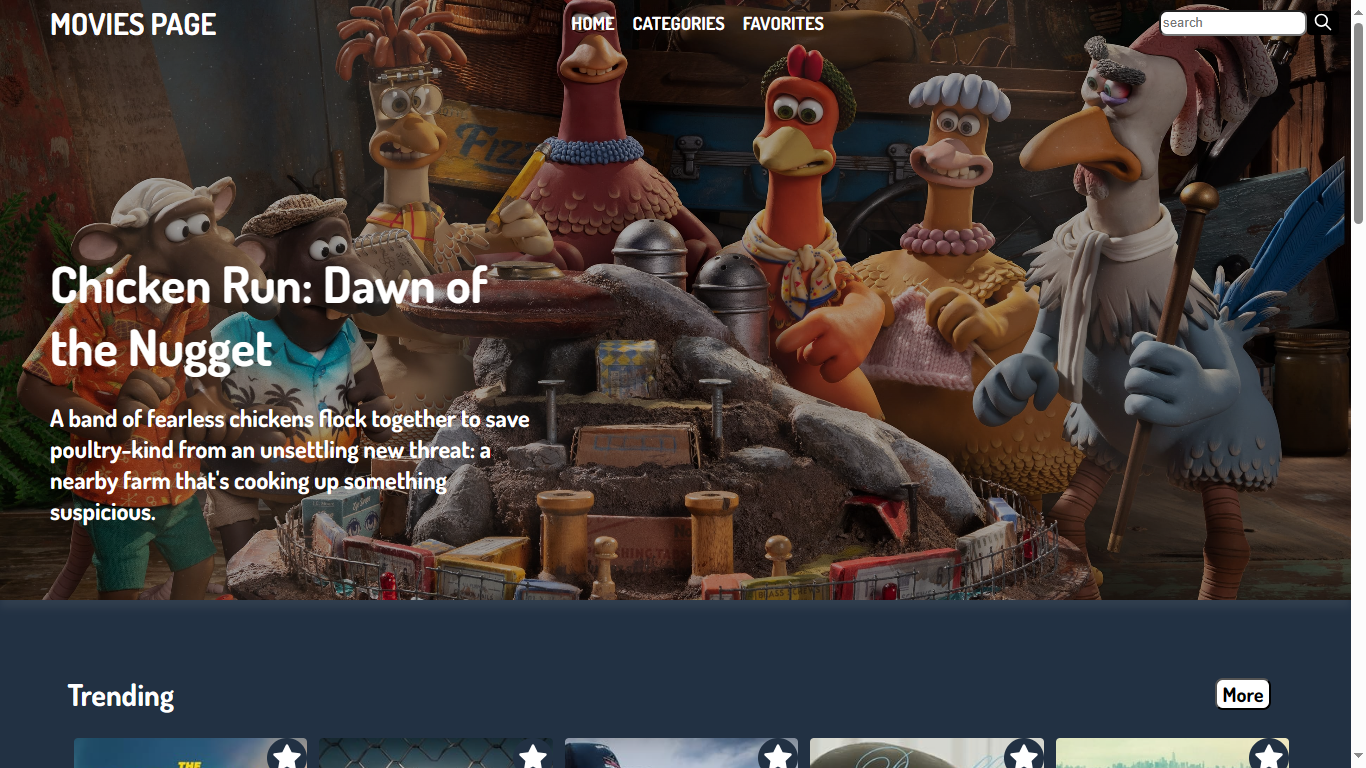 MOVIES PAGE
HOME CATEGORIES FAVORITES
search
Chicken Run: Dawn of
the Nugget
A band of fearless chickens flock together to save
poultry-kind from an unsettling new threat: a
nearby farm that's cooking up something
suspicious.
Trending
More
THE